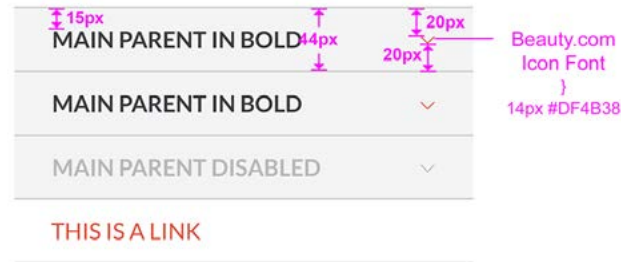 15px
20px
MAIN PARENT IN BOLD
44px
20px
Beauty.com
Icon Font
}
14px #DF4B38
MAIN PARENT IN BOLD
MAIN PARENT DISABLED
THIS IS A LINK